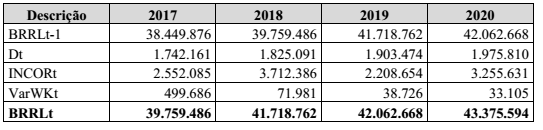 Descrição 2017 2018 2019 2020
BRRLt-1 38.449.876 39.759.486 41.718.762 42.062.668
Dt 1.742.161 1.825.091 1.903.474 1.975.810
INCORt 2.552.085 3.712.386 2.208.654 3.255.631
VarWKt 499.686 71.981 38.726 33.105
BRRLt 39.759.486 41.718.762 42.062.668 43.375.594